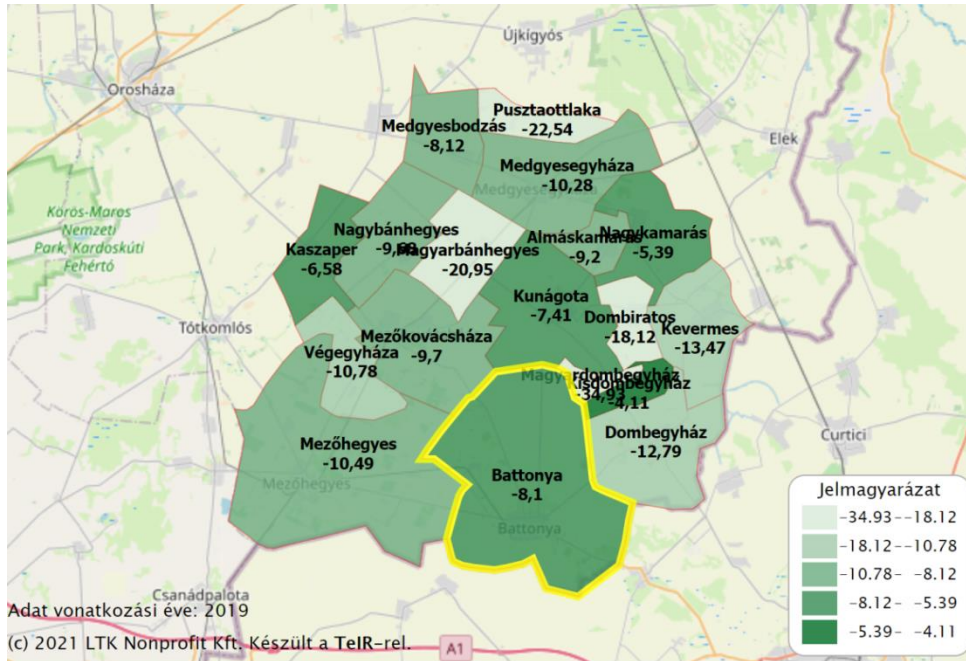 Újkígyós
Orosháza
Pusztaottlaka
-22,54
Medgyesbodzás
-8,12
Elek
Medgyesegyháza
-10,28
Medgyesegyháza
Körös-Maros
Nemzeti
Park, Kardoskúti
Fehértó
Nagybánhegyes
Kaszaper
-6,58
Magyarbánhegyes
-20,95
Almáskamarás
-9,2
Nagykamarás
-5,39
Kunágota
-7,41
Tótkomlós
Dombiratos
-18,12
Kevermes
-13,47
Mezőkovácsháza
-9,7
Végegyháza
-10,78
Magyardombegyház
-34,93
Kisdombegyház
-4,11
Dombegyház
-12,79
Curtici
Mezőhegyes
-10,49
Mezőhegyes
Battonya
-8,1
Battonya
Jelmagyarázat
-34.93--18.12
-18.12--10.78
-10.78- -8.12
-8.12- -5.39
-5.39- -4.11
Csanádpalota
Adat vonatkozási éve: 2019
(c) 2021 LTK Nonprofit Kft. Készült a TeIR-rel.
A1